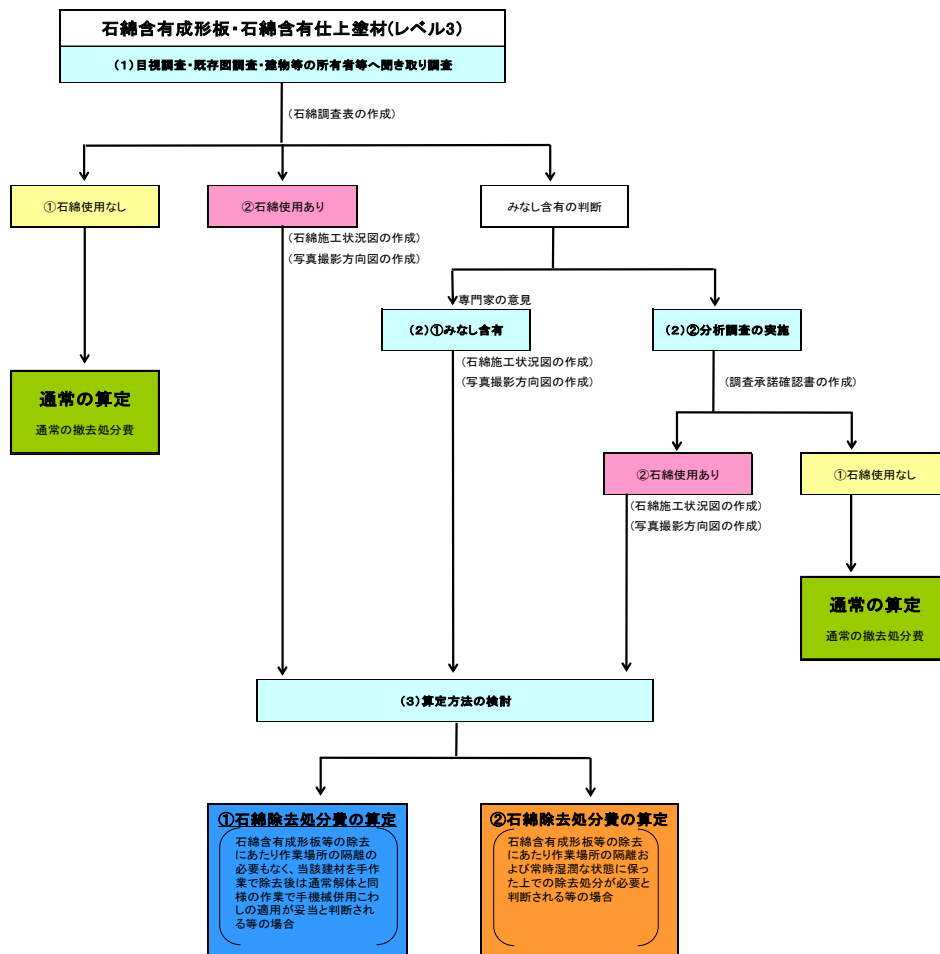 石綿含有成形板・石綿含有仕上塗材(レベル3)
(1)目視調査・既存図調査・建物等の所有者等へ聞き取り調査
(石綿調査表の作成)
①石綿使用なし
②石綿使用あり
みなし含有の判断
(石綿施工状況図の作成)
(写真撮影方向図の作成)
専門家の意見
(2)①みなし含有
(2)②分析調査の実施
(石綿施工状況図の作成)
(写真撮影方向図の作成)
(調査承諾確認書の作成)
通常の算定
通常の撤去処分費
②石綿使用あり
①石綿使用なし
(石綿施工状況図の作成)
(写真撮影方向図の作成)
通常の算定
通常の撤去処分費
(3)算定方法の検討
①石綿除去処分費の算定
石綿含有成形板等の除去
にあたり作業場所の隔離の
必要もなく、当該建材を手作
業で除去後は通常解体と同
様の作業で手機械併用こわ
しの適用が妥当と判断され
る等の場合
②石綿除去処分費の算定
石綿含有成形板等の除去
にあたり作業場所の隔離お
よび常時湿潤な状態に保っ
た上での除去処分が必要と
判断される等の場合